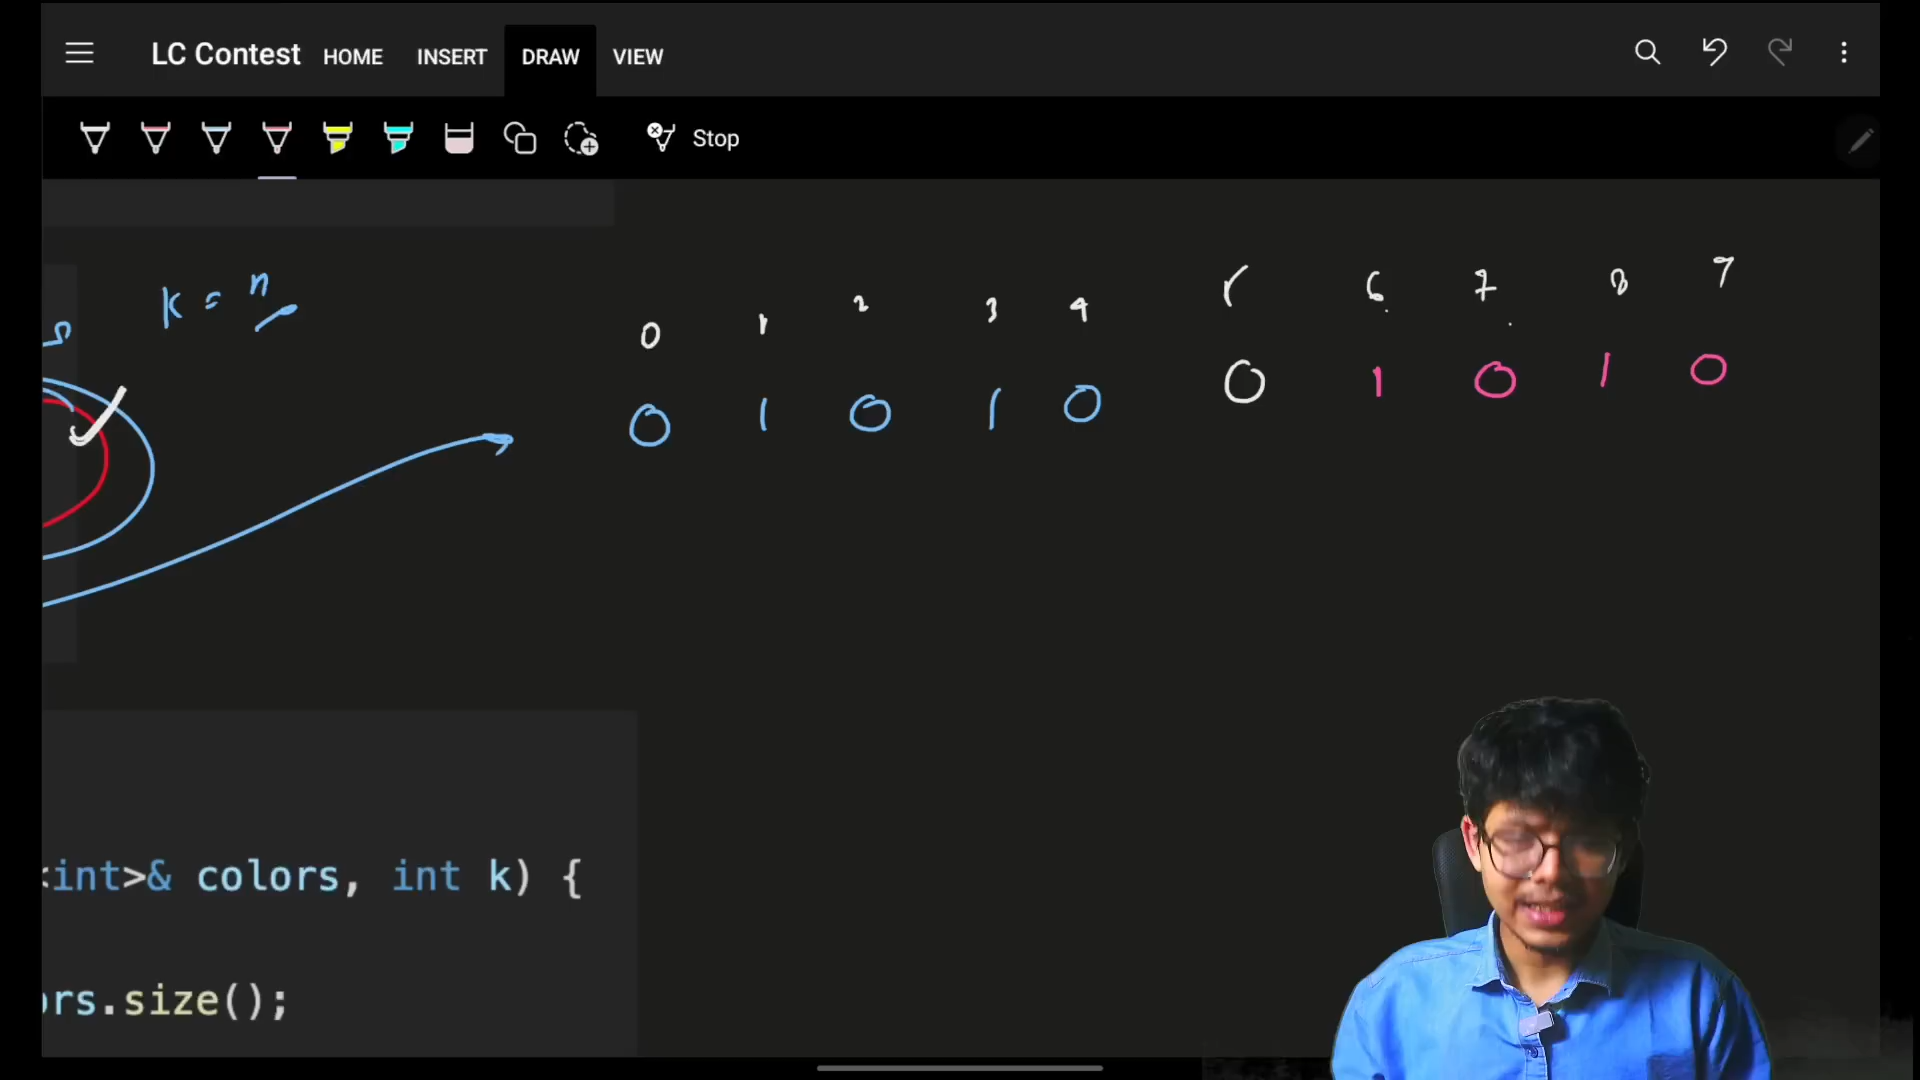 LC Contest HOME INSERT DRAW VIEW
Stop
k = n
0 1 2 3 4 5 6 7 8 9
0 1 0 1 0 0 1 0 1 0
<int>& colors, int k) {
ors.size();